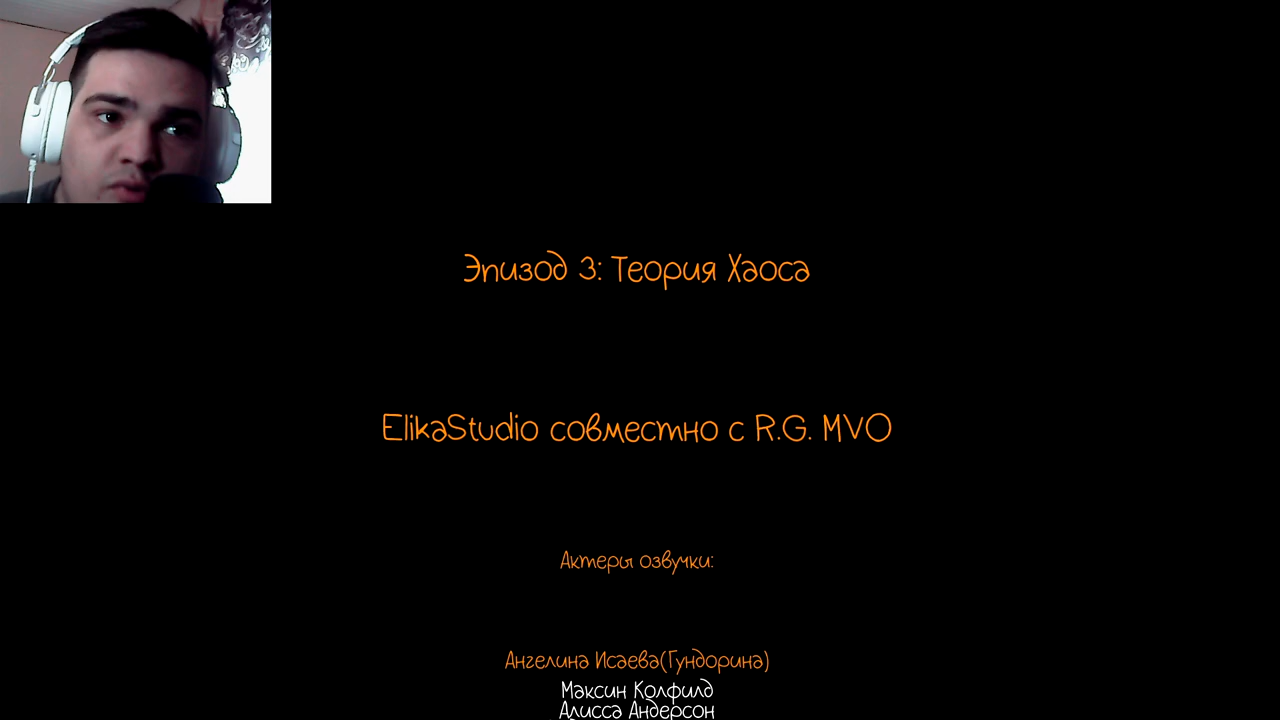 Эпизод 3: Теория Хаоса
ElikaStudio совместно с R.G. MVO
Актеры озвучки:
Ангелина Исаева(Гундорина)
Максин Колфилд
Алисса Андерсон